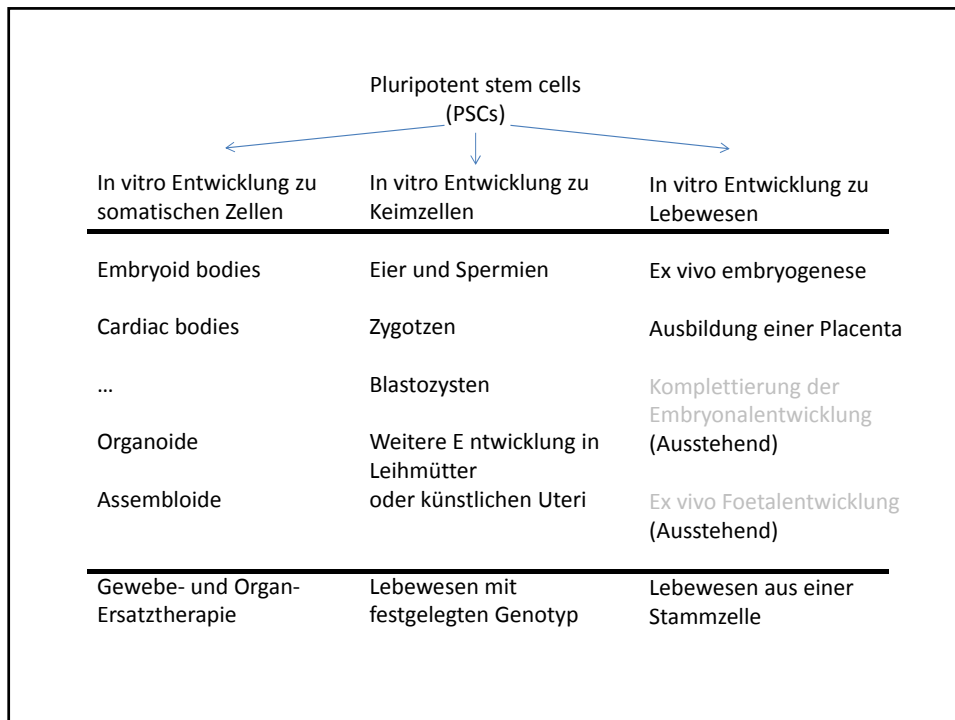 Pluripotent stem cells
(PSCs)
In vitro Entwicklung zu
somatischen Zellen
In vitro Entwicklung zu
Keimzellen
In vitro Entwicklung zu
Lebewesen
Embryoid bodies
Eier und Spermien
Ex vivo embryogenese
Cardiac bodies
Zygotzen
Ausbildung einer Placenta
...
Blastozysten
Komplettierung der
Embryonalentwicklung
(Ausstehend)
Organoide
Weitere E ntwicklung in
Leihmütter
oder künstlichen Uteri
Assembloide
Ex vivo Foetalentwicklung
(Ausstehend)
Gewebe- und Organ-
Ersatztherapie
Lebewesen mit
festgelegten Genotyp
Lebewesen aus einer
Stammzelle